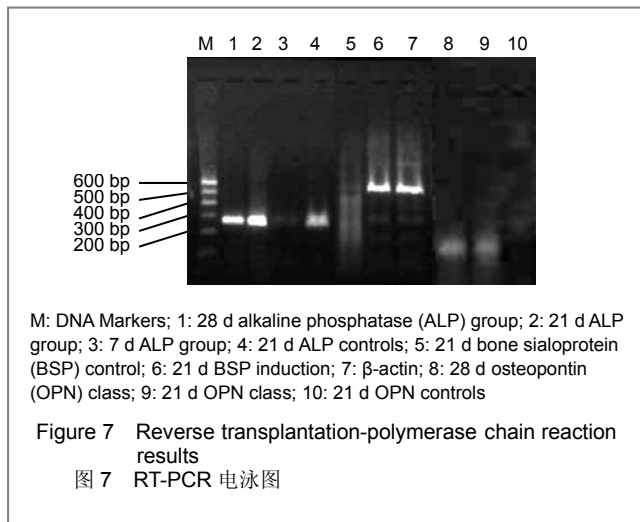 M 1 2 3 4 5 6 7 8 9 10
600 bp
500 bp
400 bp
300 bp
200 bp
M: DNA Markers; 1: 28 d alkaline phosphatase (ALP) group; 2: 21 d ALP
group; 3: 7 d ALP group; 4: 21 d ALP controls; 5: 21 d bone sialoprotein
(BSP) control; 6: 21 d BSP induction; 7: β-actin; 8: 28 d osteopontin
(OPN) class; 9: 21 d OPN class; 10: 21 d OPN controls
Figure 7 Reverse transplantation-polymerase chain reaction
results
图 7 RT-PCR 电泳图